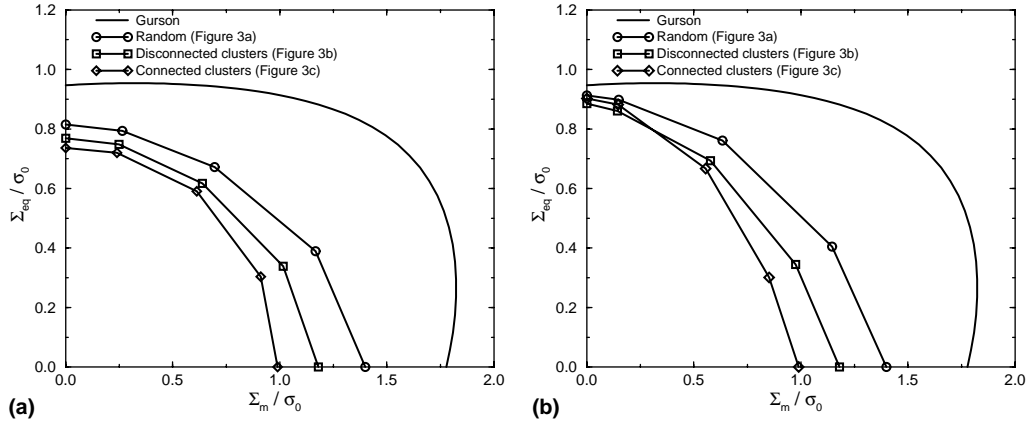 Gurson
Random (Figure 3a)
Disconnected clusters (Figure 3b)
Connected clusters (Figure 3c)
1.2
1.0
0.8
0.6
0.4
0.2
0.0
Σeq / σ0
0.0 0.5 1.0 1.5 2.0
Σm / σ0
(a)
Gurson
Random (Figure 3a)
Disconnected clusters (Figure 3b)
Connected clusters (Figure 3c)
1.2
1.0
0.8
0.6
0.4
0.2
0.0
Σeq / σ0
0.0 0.5 1.0 1.5 2.0
Σm / σ0
(b)